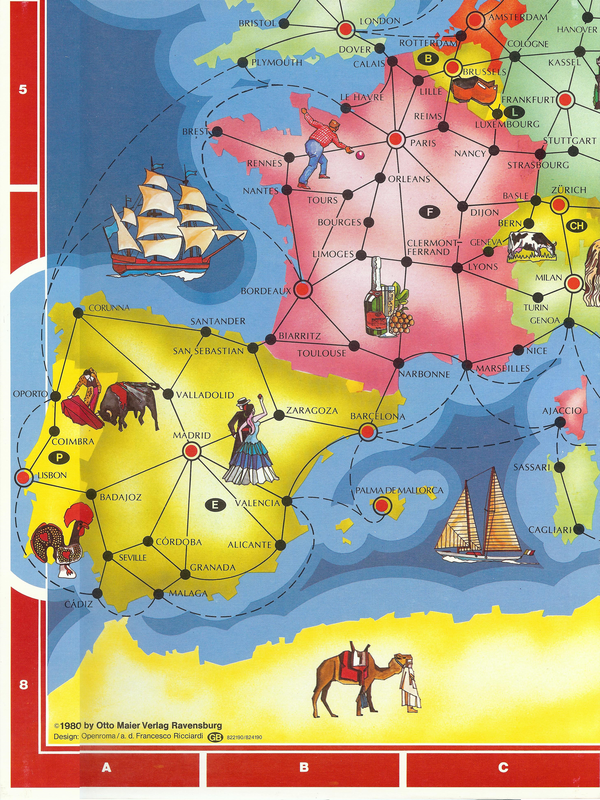 BRISTOL
LONDON
AMSTERDAM
HANOVER
ROTTERDAM
DOVER
COLOGNE
KASSEL
PLYMOUTH
CALAIS
B
BRUSSELS
5
LILLE
FRANKFURT
LE HAVRE
L
REIMS
LUXEMBOURG
BREST
PARIS
STUTTGART
NANCY
RENNES
STRASBOURG
ORLEANS
NANTES
TOURS
BASLE
ZÜRICH
F
DIJON
BOURGES
BERN
CH
CLERMONT-
FERRAND
GENEVA
LIMOGES
LYONS
MILAN
BORDEAUX
CORUNNA
TURIN
SANTANDER
GENOA
BIARRITZ
SAN SEBASTIAN
TOULOUSE
NICE
NARBONNE
MARSEILLES
OPORTO
VALLADOLID
ZARAGOZA
BARCELONA
AJACCIO
COIMBRA
MADRID
P
LISBON
SASSARI
PALMA DE MALLORCA
BADAJOZ
E
VALENCIA
CAGLIARI
CÓRDOBA
ALICANTE
SEVILLE
GRANADA
CÁDIZ
MALAGA
8
©1980 by Otto Maier Verlag Ravensburg
Design: Openroma/a. d. Francesco Ricciardi GB 822190/824190
A
B
C